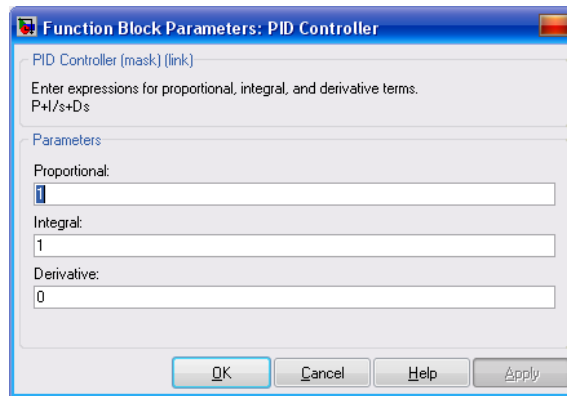 Function Block Parameters: PID Controller
PID Controller (mask) (link)
Enter expressions for proportional, integral, and derivative terms.
P+I/s+Ds
Parameters
Proportional:
1
Integral:
1
Derivative:
0
OK Cancel Help Apply